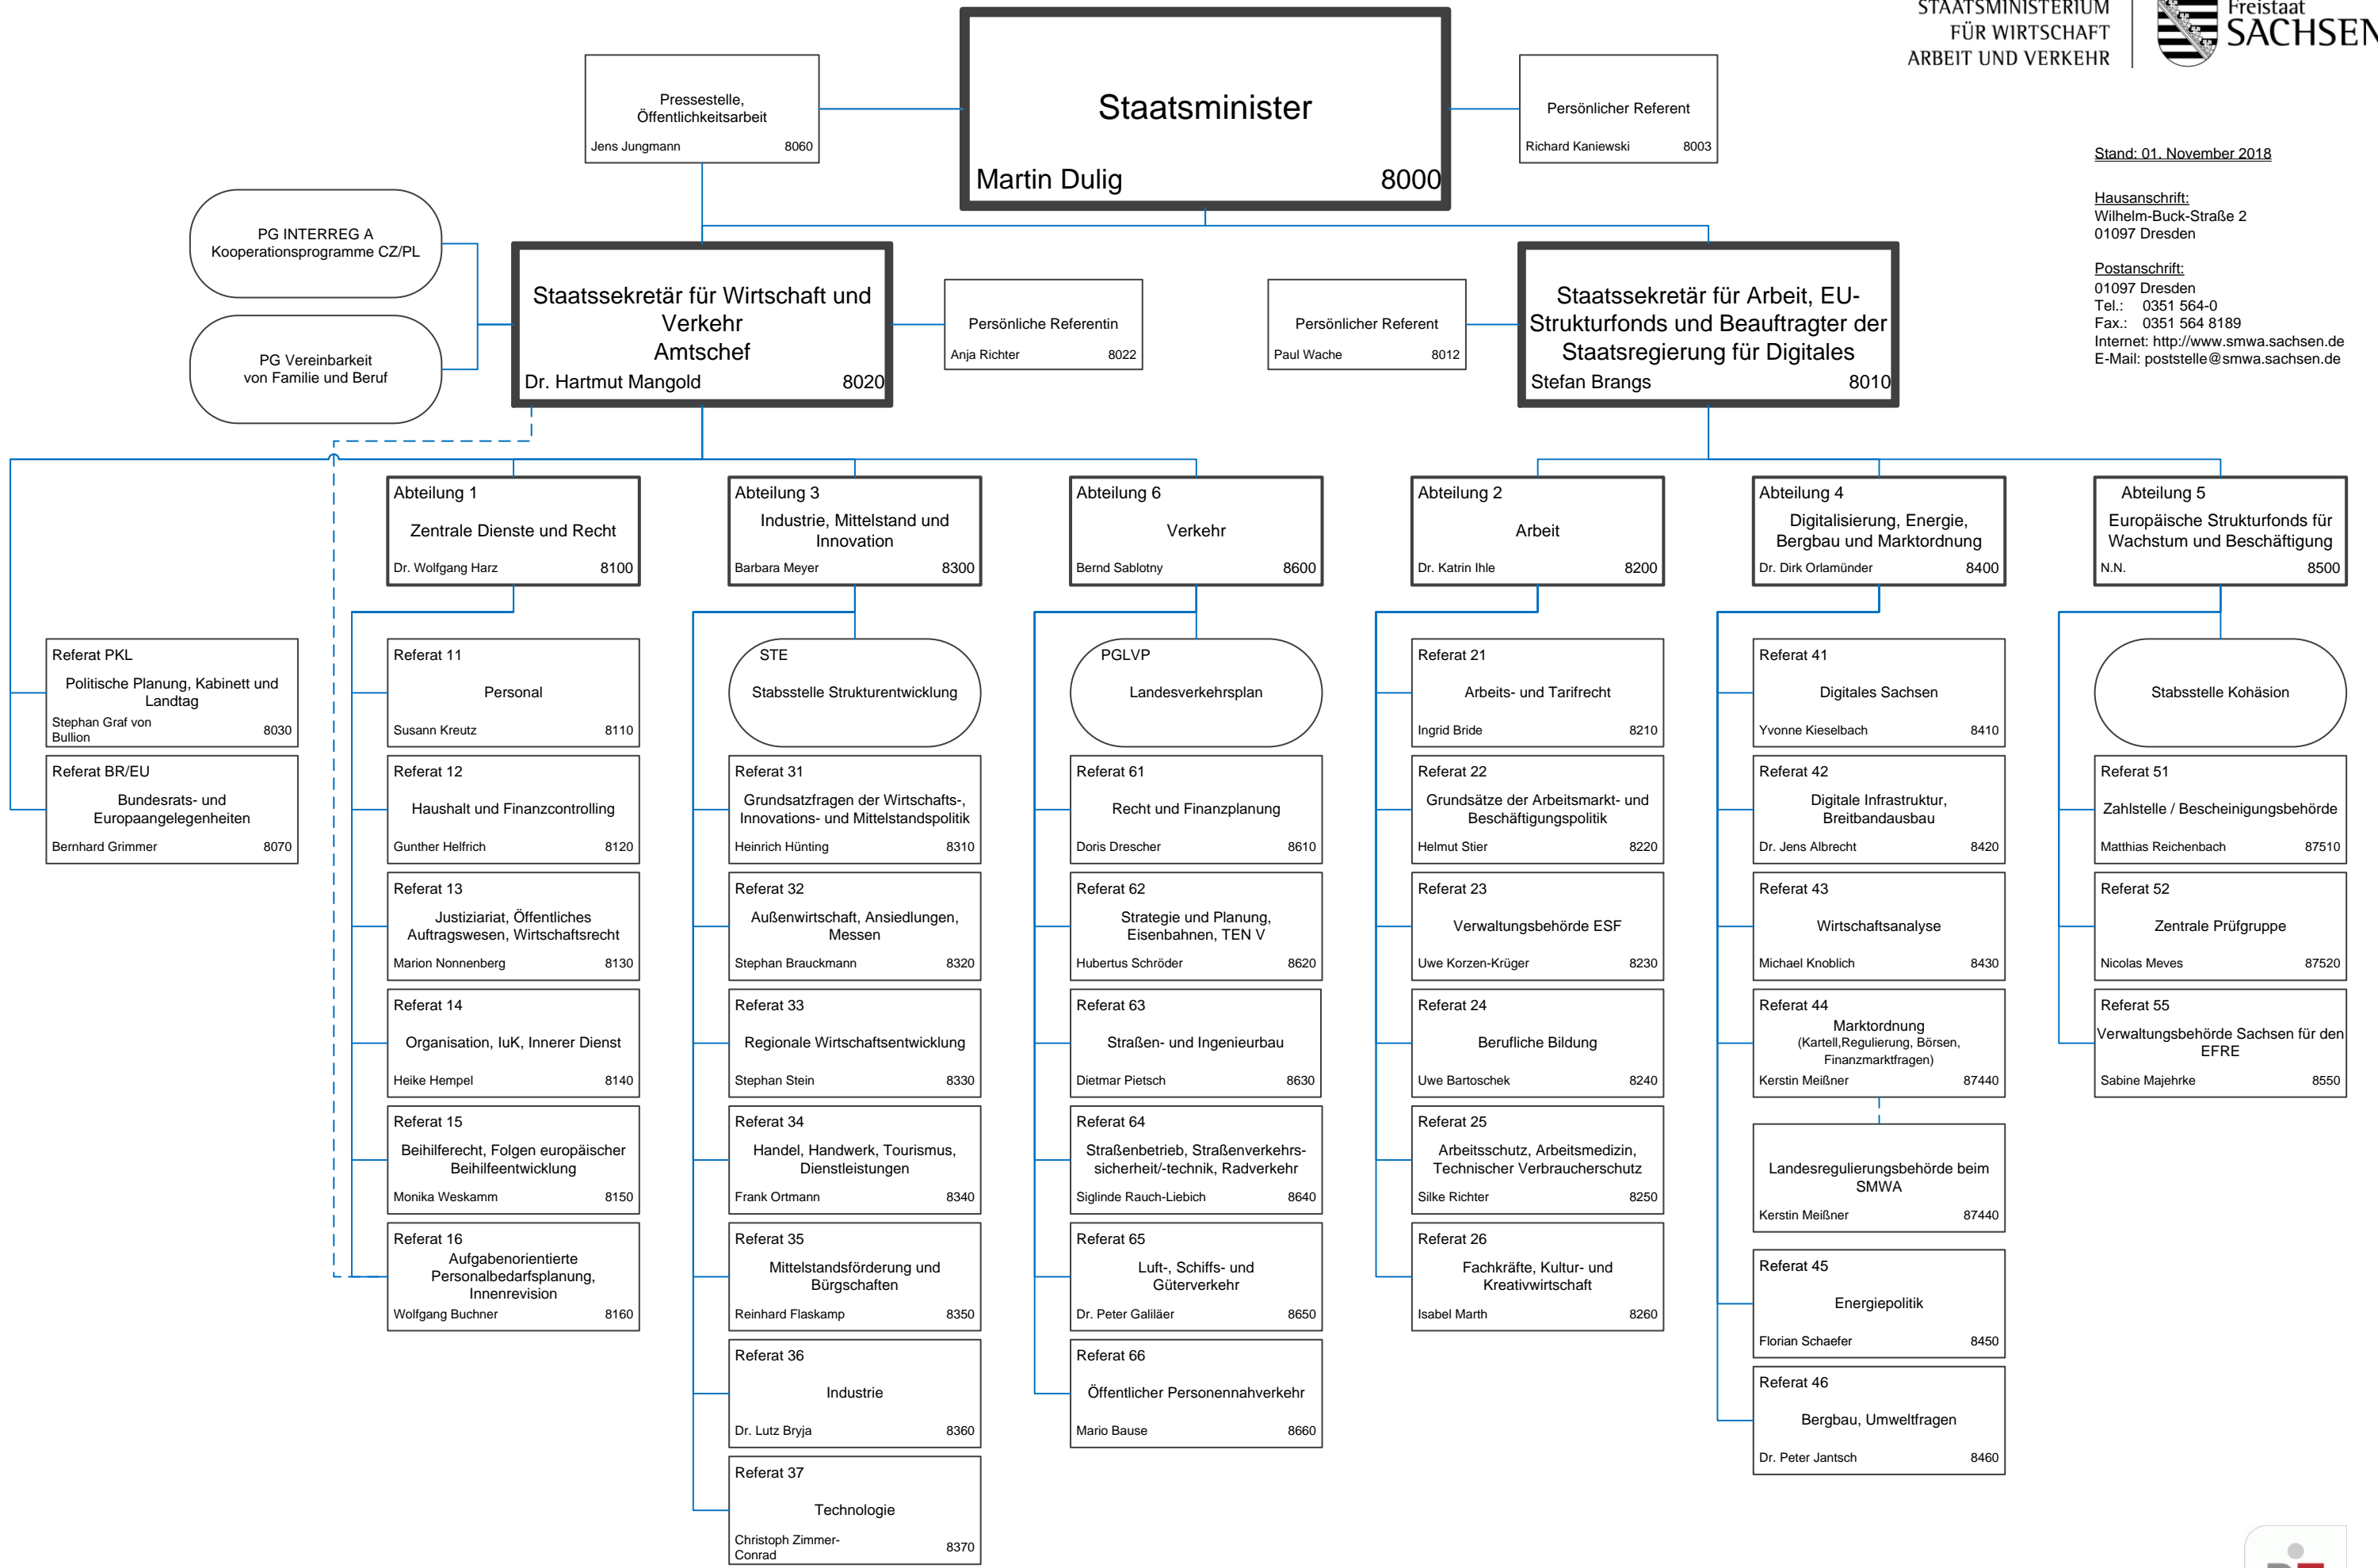 STAATSMINISTERIUM
FÜR WIRTSCHAFT
ARBEIT UND VERKEHR
Freistaat
SACHSEN
Pressestelle,
Öffentlichkeitsarbeit
Jens Jungmann 8060
Staatsminister
Martin Dulig 8000
Persönlicher Referent
Richard Kaniewski 8003
Stand: 01. November 2018
Hausanschrift:
Wilhelm-Buck-Straße 2
01097 Dresden
Postanschrift:
01097 Dresden
Tel.: 0351 564-0
Fax.: 0351 564 8189
Internet: http://www.smwa.sachsen.de
E-Mail: poststelle@smwa.sachsen.de
PG INTERREG A
Kooperationsprogramme CZ/PL
PG Vereinbarkeit
von Familie und Beruf
Staatssekretär für Wirtschaft und
Verkehr
Amtschef
Dr. Hartmut Mangold 8020
Persönliche Referentin
Anja Richter 8022
Persönlicher Referent
Paul Wache 8012
Staatssekretär für Arbeit, EU-
Strukturfonds und Beauftragter der
Staatsregierung für Digitales
Stefan Brangs 8010
Referat PKL
Politische Planung, Kabinett und
Landtag
Stephan Graf von
Bullion 8030
Referat BR/EU
Bundesrats- und
Europaangelegenheiten
Bernhard Grimmer 8070
Abteilung 1
Zentrale Dienste und Recht
Dr. Wolfgang Harz 8100
Referat 11
Personal
Susann Kreutz 8110
Referat 12
Haushalt und Finanzcontrolling
Gunther Helfrich 8120
Referat 13
Justiziariat, Öffentliches
Auftragswesen, Wirtschaftsrecht
Marion Nonnenberg 8130
Referat 14
Organisation, IuK, Innerer Dienst
Heike Hempel 8140
Referat 15
Beihilferecht, Folgen europäischer
Beihilfeentwicklung
Monika Weskamm 8150
Referat 16
Aufgabenorientierte
Personalbedarfsplanung,
Innenrevision
Wolfgang Buchner 8160
Abteilung 3
Industrie, Mittelstand und
Innovation
Barbara Meyer 8300
STE
Stabsstelle Strukturentwicklung
Referat 31
Grundsatzfragen der Wirtschafts-,
Innovations- und Mittelstandspolitik
Heinrich Hünting 8310
Referat 32
Außenwirtschaft, Ansiedlungen,
Messen
Stephan Brauckmann 8320
Referat 33
Regionale Wirtschaftsentwicklung
Stephan Stein 8330
Referat 34
Handel, Handwerk, Tourismus,
Dienstleistungen
Frank Ortmann 8340
Referat 35
Mittelstandsförderung und
Bürgschaften
Reinhard Flaskamp 8350
Referat 36
Industrie
Dr. Lutz Bryja 8360
Referat 37
Technologie
Christoph Zimmer-
Conrad 8370
Abteilung 6
Verkehr
Bernd Sablotny 8600
PGLVP
Landesverkehrsplan
Referat 61
Recht und Finanzplanung
Doris Drescher 8610
Referat 62
Strategie und Planung,
Eisenbahnen, TEN V
Hubertus Schröder 8620
Referat 63
Straßen- und Ingenieurbau
Dietmar Pietsch 8630
Referat 64
Straßenbetrieb, Straßenverkehrs-
sicherheit/-technik, Radverkehr
Siglinde Rauch-Liebich 8640
Referat 65
Luft-, Schiffs- und
Güterverkehr
Dr. Peter Galiläer 8650
Referat 66
Öffentlicher Personennahverkehr
Mario Bause 8660
Abteilung 2
Arbeit
Dr. Katrin Ihle 8200
Referat 21
Arbeits- und Tarifrecht
Ingrid Bride 8210
Referat 22
Grundsätze der Arbeitsmarkt- und
Beschäftigungspolitik
Helmut Stier 8220
Referat 23
Verwaltungsbehörde ESF
Uwe Korzen-Krüger 8230
Referat 24
Berufliche Bildung
Uwe Bartoschek 8240
Referat 25
Arbeitsschutz, Arbeitsmedizin,
Technischer Verbraucherschutz
Silke Richter 8250
Referat 26
Fachkräfte, Kultur- und
Kreativwirtschaft
Isabel Marth 8260
Abteilung 4
Digitalisierung, Energie,
Bergbau und Marktordnung
Dr. Dirk Orlamünder 8400
Referat 41
Digitales Sachsen
Yvonne Kieselbach 8410
Referat 42
Digitale Infrastruktur,
Breitbandausbau
Dr. Jens Albrecht 8420
Referat 43
Wirtschaftsanalyse
Michael Knoblich 8430
Referat 44
Marktordnung
(Kartell,Regulierung, Börsen,
Finanzmarktfragen)
Kerstin Meißner 87440
Landesregulierungsbehörde beim
SMWA
Kerstin Meißner 87440
Referat 45
Energiepolitik
Florian Schaefer 8450
Referat 46
Bergbau, Umweltfragen
Dr. Peter Jantsch 8460
Abteilung 5
Europäische Strukturfonds für
Wachstum und Beschäftigung
N.N. 8500
Stabsstelle Kohäsion
Referat 51
Zahlstelle / Bescheinigungsbehörde
Matthias Reichenbach 87510
Referat 52
Zentrale Prüfgruppe
Nicolas Meves 87520
Referat 55
Verwaltungsbehörde Sachsen für den
EFRE
Sabine Majehrke 8550